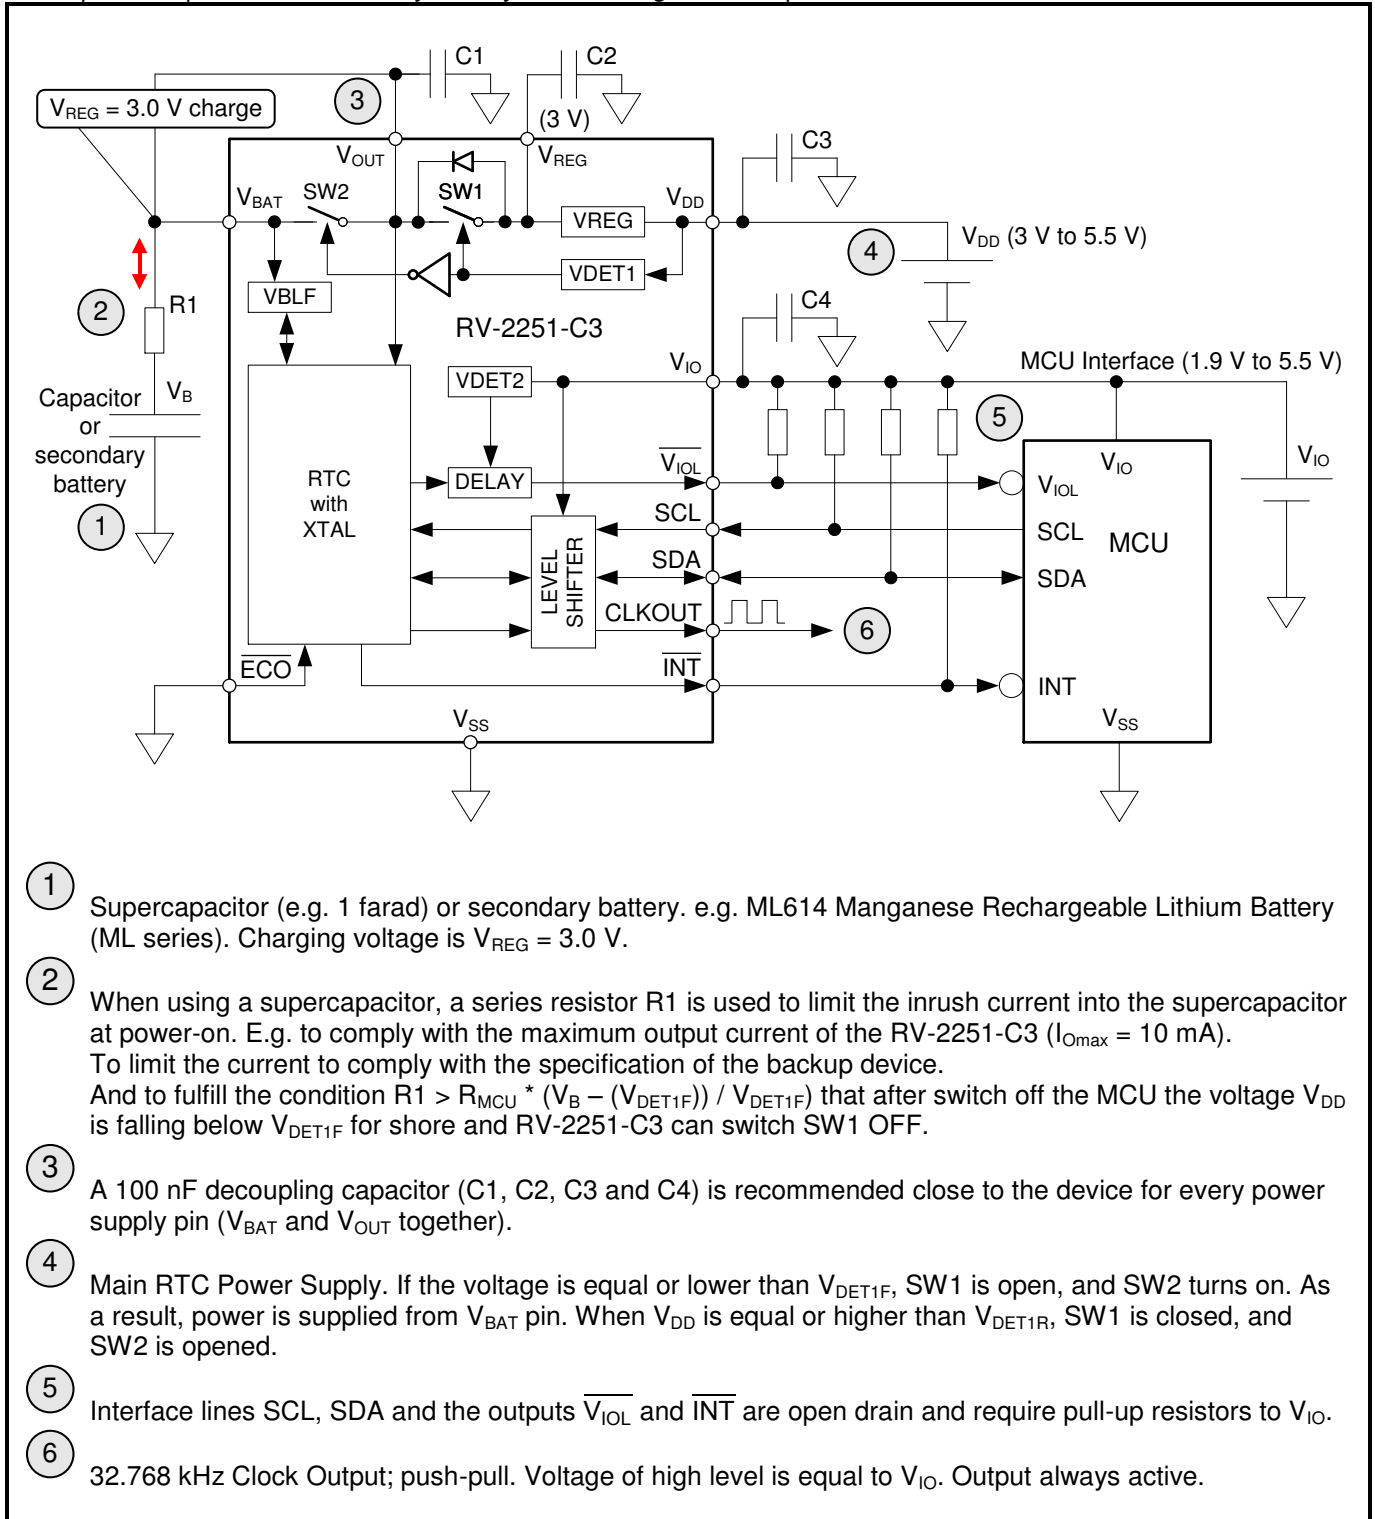 C1
C2
3
V_REG = 3.0 V charge
(3 V)
C3
V_OUT
V_REG
V_BAT
SW2
SW1
VREG
V_DD
4
V_DD (3 V to 5.5 V)
VDET1
2
R1
VBLF
C4
RV-2251-C3
V_IO
MCU Interface (1.9 V to 5.5 V)
VDET2
Capacitor
or
secondary
battery
V_B
5
V_IO
V_IO
V_IOL
DELAY
V_IOL
RTC
with
XTAL
1
SCL
SCL
MCU
LEVEL
SHIFTER
SDA
SDA
CLKOUT
6
ECO
INT
INT
V_SS
V_SS
1
Supercapacitor (e.g. 1 farad) or secondary battery. e.g. ML614 Manganese Rechargeable Lithium Battery
(ML series). Charging voltage is V_REG = 3.0 V.
2
When using a supercapacitor, a series resistor R1 is used to limit the inrush current into the supercapacitor
at power-on. E.g. to comply with the maximum output current of the RV-2251-C3 (I_Omax = 10 mA).
To limit the current to comply with the specification of the backup device.
And to fulfill the condition R1 > R_MCU * (V_B – (V_DET1F)) / V_DET1F) that after switch off the MCU the voltage V_DD
is falling below V_DET1F for shore and RV-2251-C3 can switch SW1 OFF.
3
A 100 nF decoupling capacitor (C1, C2, C3 and C4) is recommended close to the device for every power
supply pin (V_BAT and V_OUT together).
4
Main RTC Power Supply. If the voltage is equal or lower than V_DET1F, SW1 is open, and SW2 turns on. As
a result, power is supplied from V_BAT pin. When V_DD is equal or higher than V_DET1R, SW1 is closed, and
SW2 is opened.
5
Interface lines SCL, SDA and the outputs V_IOL and INT are open drain and require pull-up resistors to V_IO.
6
32.768 kHz Clock Output; push-pull. Voltage of high level is equal to V_IO. Output always active.